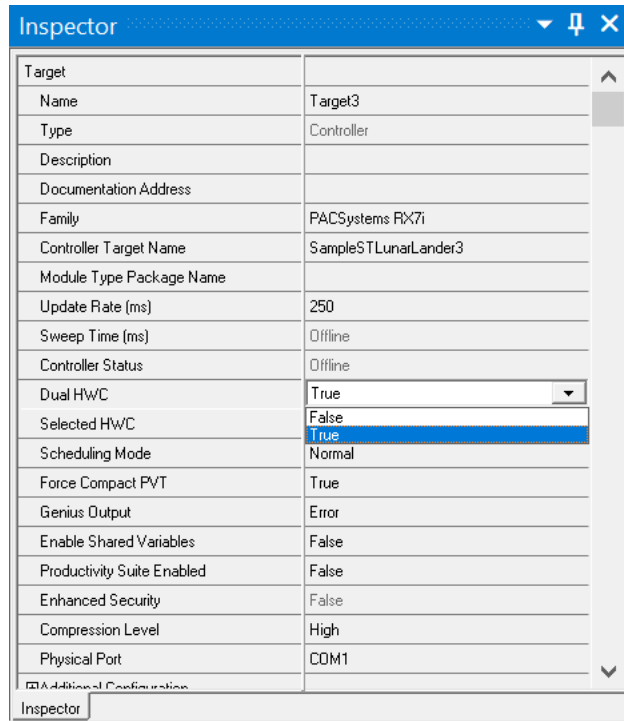 Inspector
Target
Name Target3
Type Controller
Description
Documentation Address
Family PACSystems RX7i
Controller Target Name SampleSTLunarLander3
Module Type Package Name
Update Rate (ms) 250
Sweep Time (ms) Offline
Controller Status Offline
Dual HWC True
False
Selected HWC True
Scheduling Mode Normal
Force Compact PVT True
Genius Output Error
Enable Shared Variables False
Productivity Suite Enabled False
Enhanced Security False
Compression Level High
Physical Port COM1
Additional Configuration
Inspector